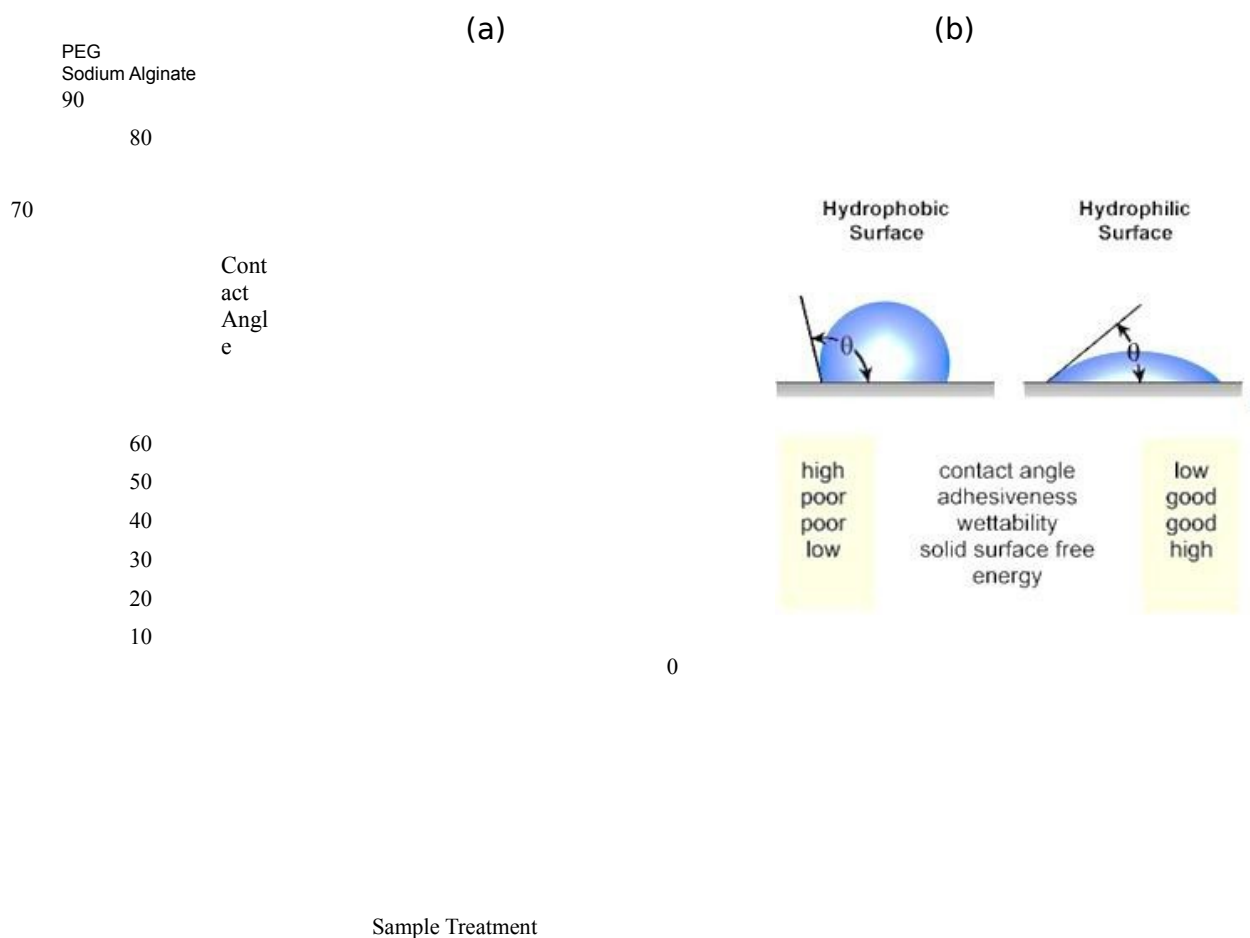 (a)
PEG
Sodium Alginate
90
80
70
Cont
act
Angl
e
60
50
40
30
20
10
0
Sample Treatment
(b)
Hydrophobic
Surface
Hydrophilic
Surface
θ
θ
high contact angle low
poor adhesiveness good
poor wettability good
low solid surface free high
energy